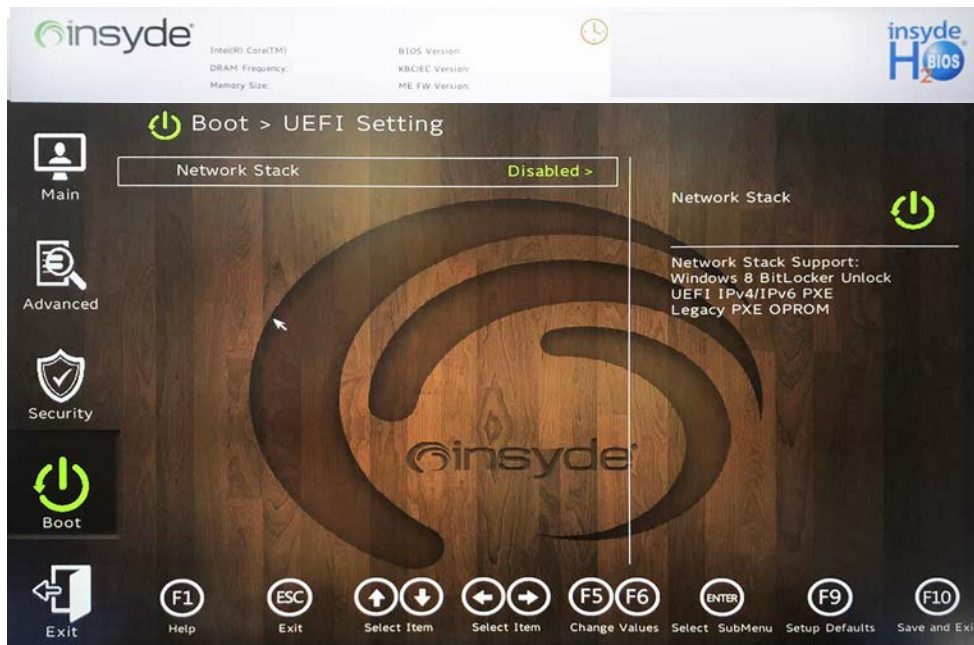 insyde
Intel(R) Core(TM)
BIOS Version:
DRAM Frequency:
KBC/EC Version:
Memory Size:
ME FW Version:
insyde
H2O
BIOS
Boot > UEFI Setting
Network Stack
Disabled >
Main
Advanced
Security
Boot
Exit
Network Stack
Network Stack Support:
Windows 8 BitLocker Unlock
UEFI IPv4/IPv6 PXE
Legacy PXE OPROM
insyde
F1
Help
ESC
Exit
Select Item
Select Item
F5 F6
Change Values
ENTER
Select SubMenu
F9
Setup Defaults
F10
Save and Exi